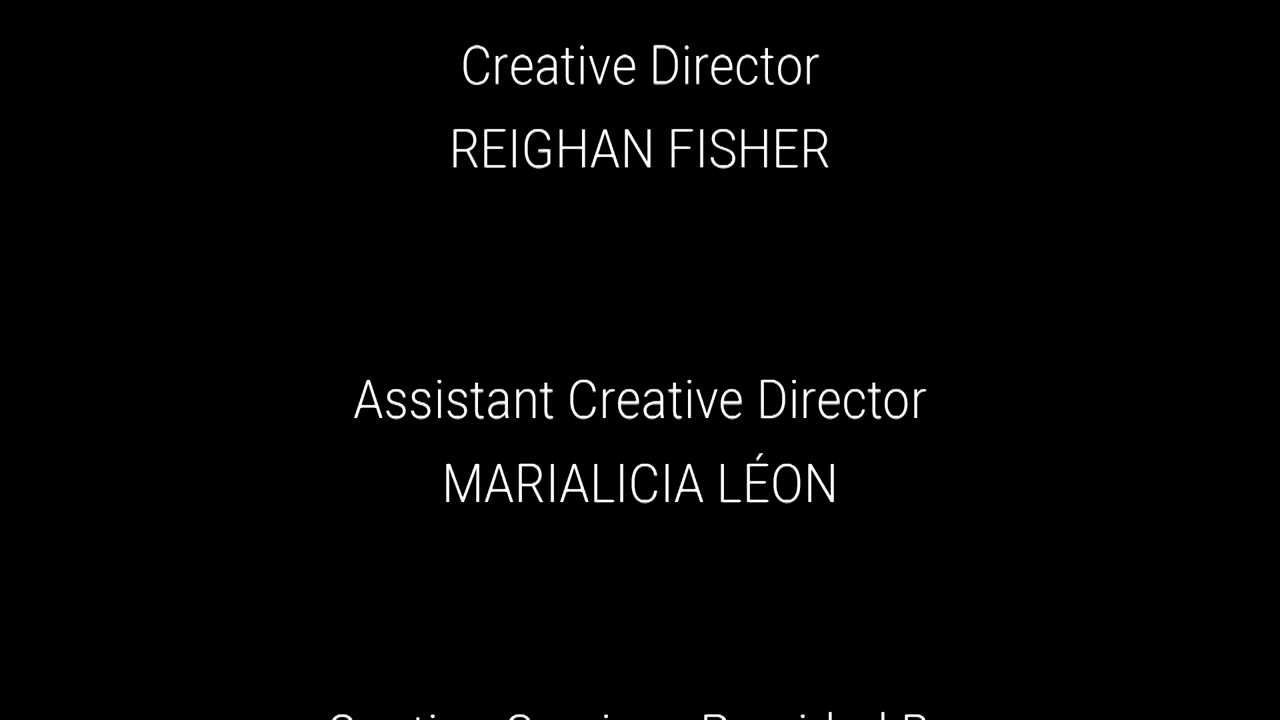 Creative Director
REIGHAN FISHER
Assistant Creative Director
MARIALICIA LÉON